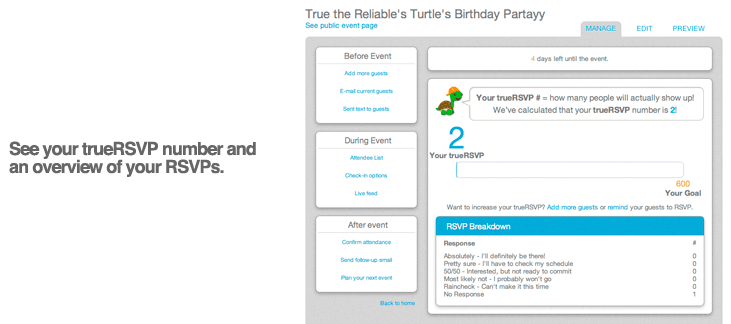 See your trueRSVP number and
an overview of your RSVPs.
True the Reliable's Turtle's Birthday Partayy
See public event page
MANAGE
EDIT
PREVIEW
Before Event
Add more guests
E-mail current guests
Sent text to guests
During Event
Attendee List
Check-in options
Live feed
After event
Confirm attendance
Send follow-up email
Plan your next event
Back to home
4 days left until the event.
Your trueRSVP # = how many people will actually show up!
We've calculated that your trueRSVP number is 2!
2
Your trueRSVP
600
Your Goal
Want to increase your trueRSVP? Add more guests or remind your guests to RSVP.
RSVP Breakdown
Response #
Absolutely - I'll definitely be there! 0
Pretty sure - I'll have to check my schedule 0
50/50 - Interested, but not ready to commit 0
Most likely not - I probably won't go 0
Raincheck - Can't make it this time 0
No Response 1